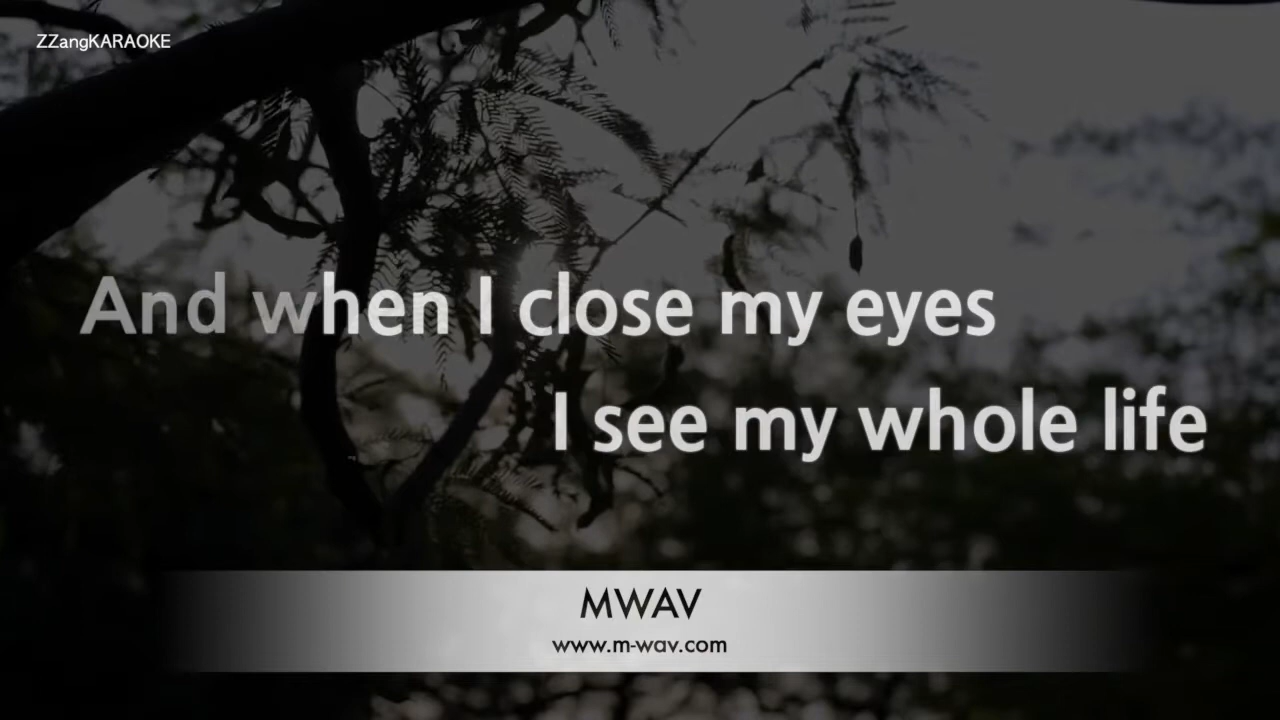 ZZangKARAOKE
And when I close my eyes
I see my whole life
MWAV
www.m-wav.com